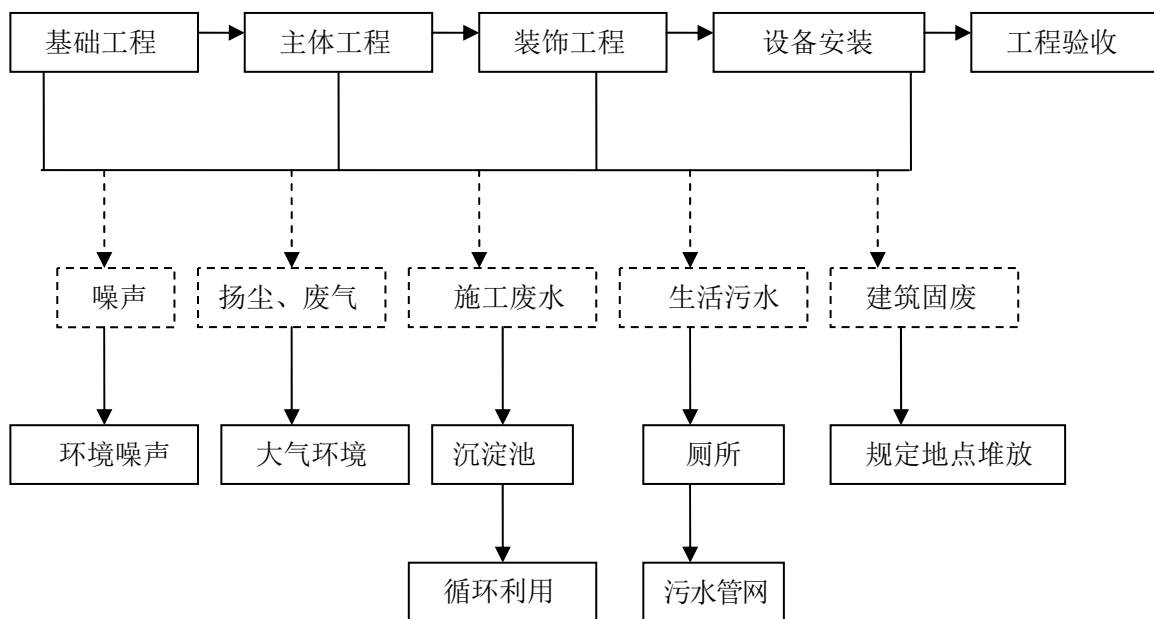 基础工程
主体工程
装饰工程
设备安装
工程验收
噪声
扬尘、废气
施工废水
生活污水
建筑固废
环境噪声
大气环境
沉淀池
厕所
规定地点堆放
循环利用
污水管网